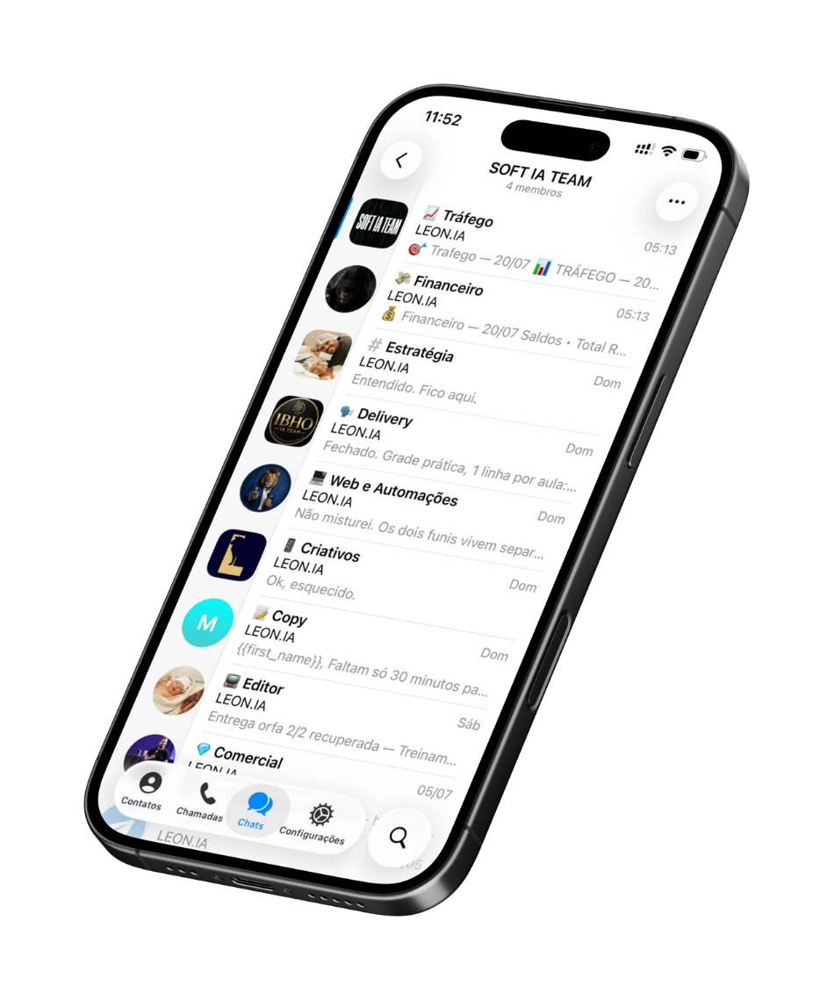 11:52
SOFT IA TEAM
4 membros
SOFT IA TEAM
Tráfego
LEON.IA
05:13
Trafego — 20/07 TRÁFEGO — 20...
Financeiro
LEON.IA
05:13
Financeiro — 20/07 Saldos • Total R...
# Estratégia
LEON.IA
Dom
Entendido. Fico aqui.
IBHO
IA TEAM
Delivery
LEON.IA
Dom
Fechado. Grade prática, 1 linha por aula:...
Web e Automações
LEON.IA
Dom
Não misturei. Os dois funis vivem separ...
Criativos
LEON.IA
Dom
Ok, esquecido.
L
M
Copy
LEON.IA
Dom
{{first_name}}, Faltam só 30 minutos pa...
Editor
LEON.IA
Sáb
Entrega orfa 2/2 recuperada — Treinam...
Comercial
LEON.IA
05/07
Contatos
Chamadas
Chats
Configurações
LEON.IA